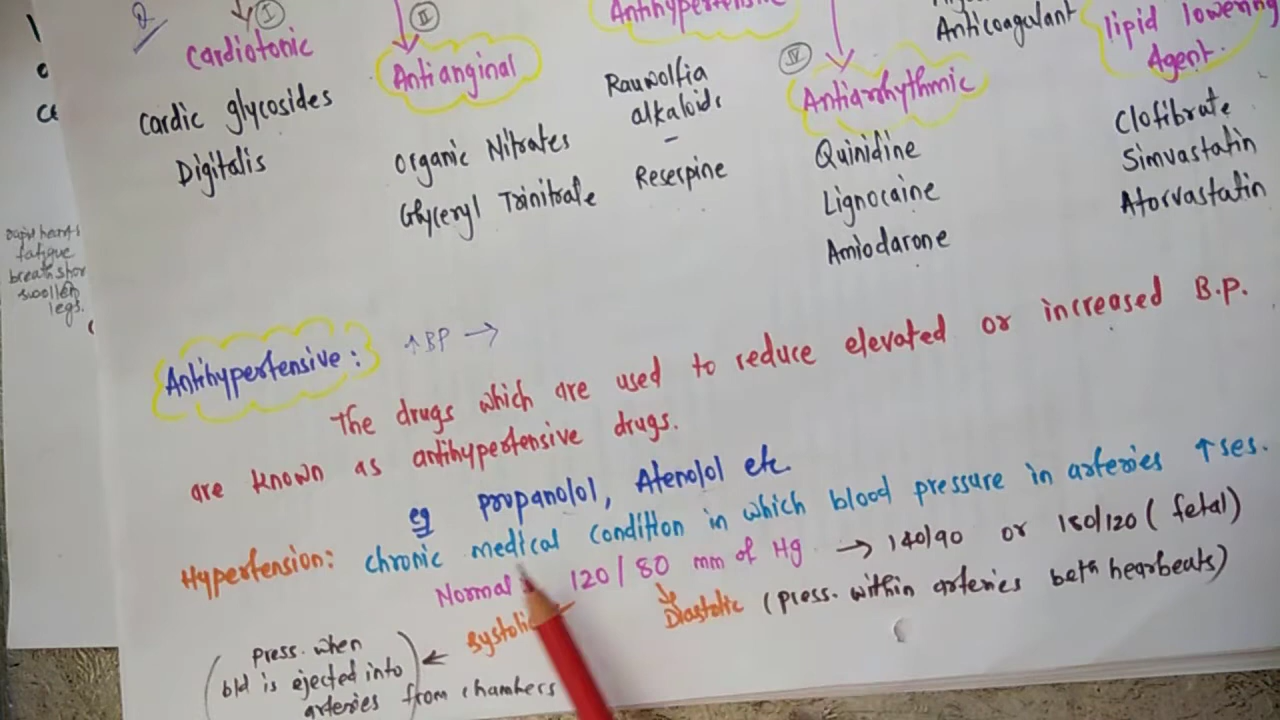 I
Cardiotonic
Cardic glycosides
Digitalis
II
Antianginal
Organic Nitrates
Glyceryl Trinitrate
Antihypertensive
Rauwolfia
alkaloids
-
Reserpine
IV
Antiarrhythmic
Quinidine
Lignocaine
Amiodarone
Anticoagulant
lipid lowering
Agent.
Clofibrate
Simvastatin
Atorvastatin
fatigue
swollen
legs.
Antihypertensive: ↑BP →
The drugs which are used to reduce elevated or increased B.p.
are known as antihypertensive drugs.
eg propanolol, Atenolol etc
Hypertension: chronic medical condition in which blood pressure in arteries ↑ses.
Normal 120/80 mm of Hg → 140/90 or 180/120 (fetal)
Systolic Diastolic (press. within arteries betn hearbeats)
(press. when
bld is ejected into
arteries from chambers) ←